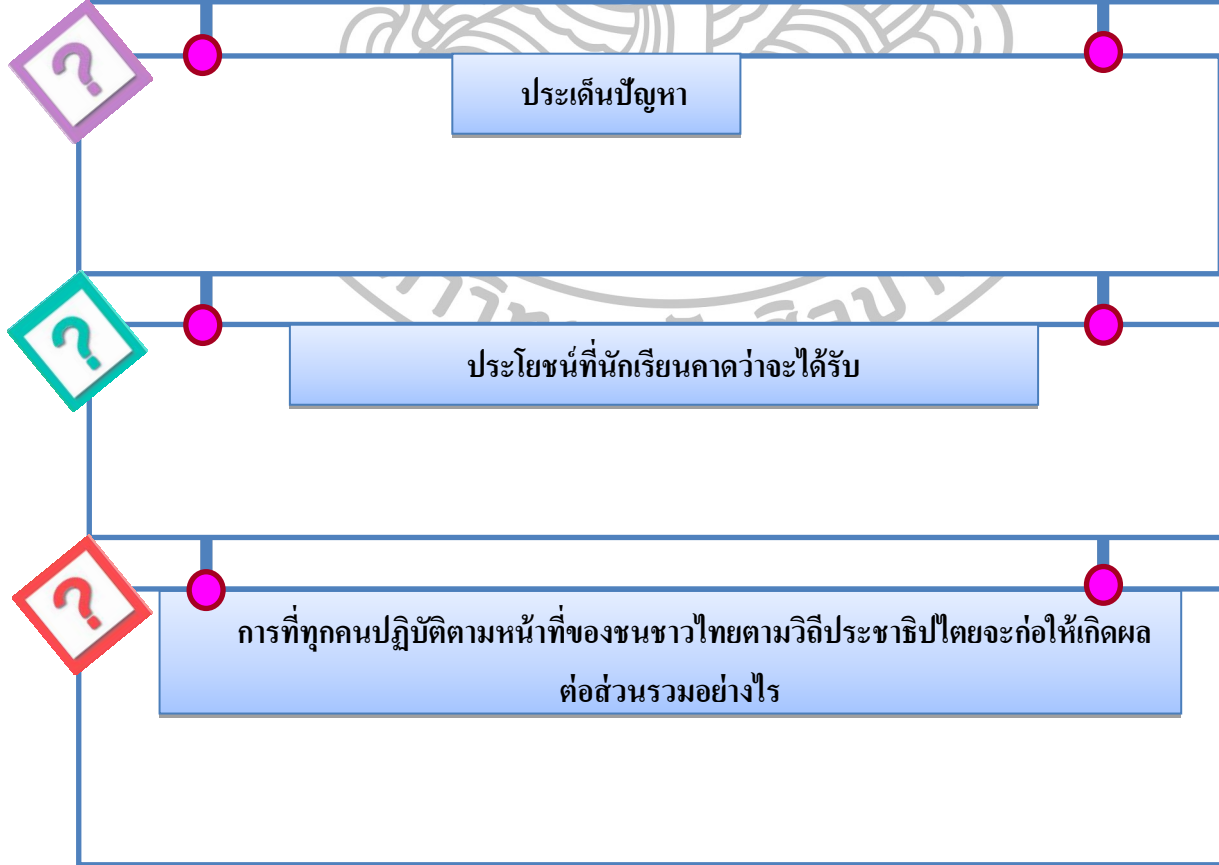 ประเด็นปัญหา
ประโยชน์ที่นักเรียนคาดว่าจะได้รับ
การที่ทุกคนปฏิบัติตามหน้าที่ของชนชาวไทยตามวิถีประชาธิปไตยจะก่อให้เกิดผล
ต่อส่วนรวมอย่างไร